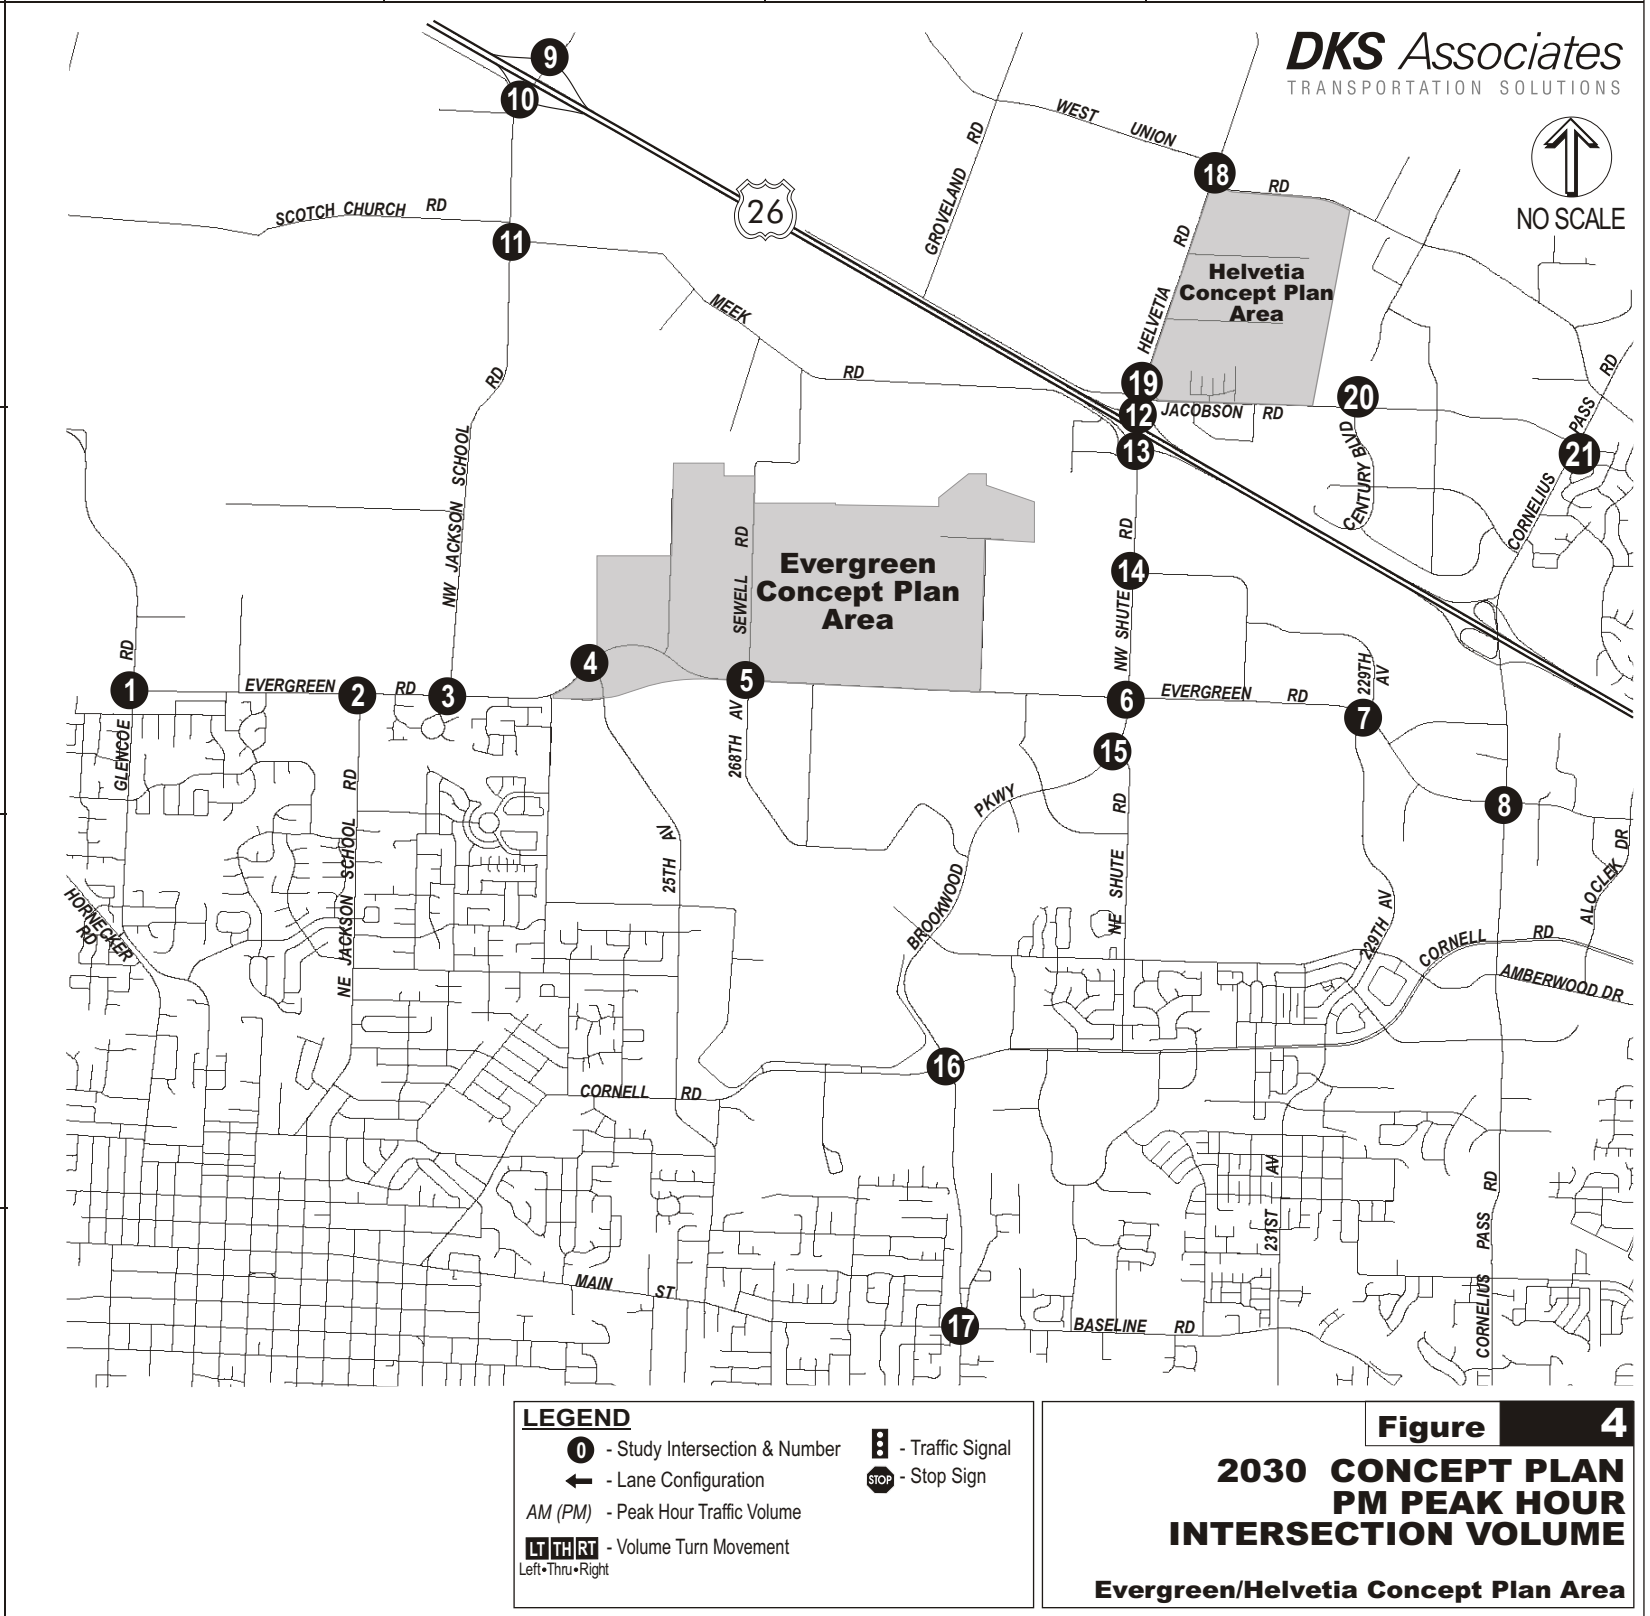 DKS Associates
TRANSPORTATION SOLUTIONS
NO SCALE
9
10
26
WEST UNION RD
18
GROVELAND RD
SCOTCH CHURCH RD
11
HELVETIA RD
Helvetia
Concept Plan
Area
MEEK RD
19
12
JACOBSON RD
13
20
CENTURY BLVD
21
CORNELIUS PASS RD
NW JACKSON SCHOOL RD
SEWELL RD
Evergreen
Concept Plan
Area
14
NW SHUTE RD
229TH AV
GLENCOE RD
1
EVERGREEN RD
2
3
4
5
6
EVERGREEN RD
7
268TH AV
15
BROOKWOOD PKWY
NE SHUTE RD
8
25TH AV
NE JACKSON SCHOOL RD
HORNECKER RD
229TH AV
ALOCLEK DR
CORNELL RD
AMBERWOOD DR
16
CORNELL RD
231ST AV
CORNELIUS PASS RD
MAIN ST
17
BASELINE RD
LEGEND
0 - Study Intersection & Number
- Lane Configuration
AM (PM) - Peak Hour Traffic Volume
LT TH RT - Volume Turn Movement
Left•Thru•Right
- Traffic Signal
STOP - Stop Sign
Figure 4
2030 CONCEPT PLAN
PM PEAK HOUR
INTERSECTION VOLUME
Evergreen/Helvetia Concept Plan Area